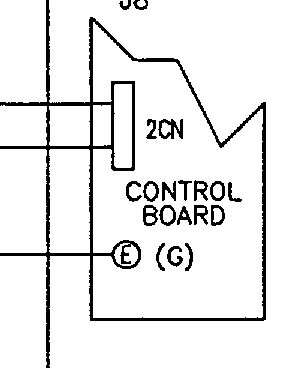 2CN
CONTROL
BOARD
E (G)